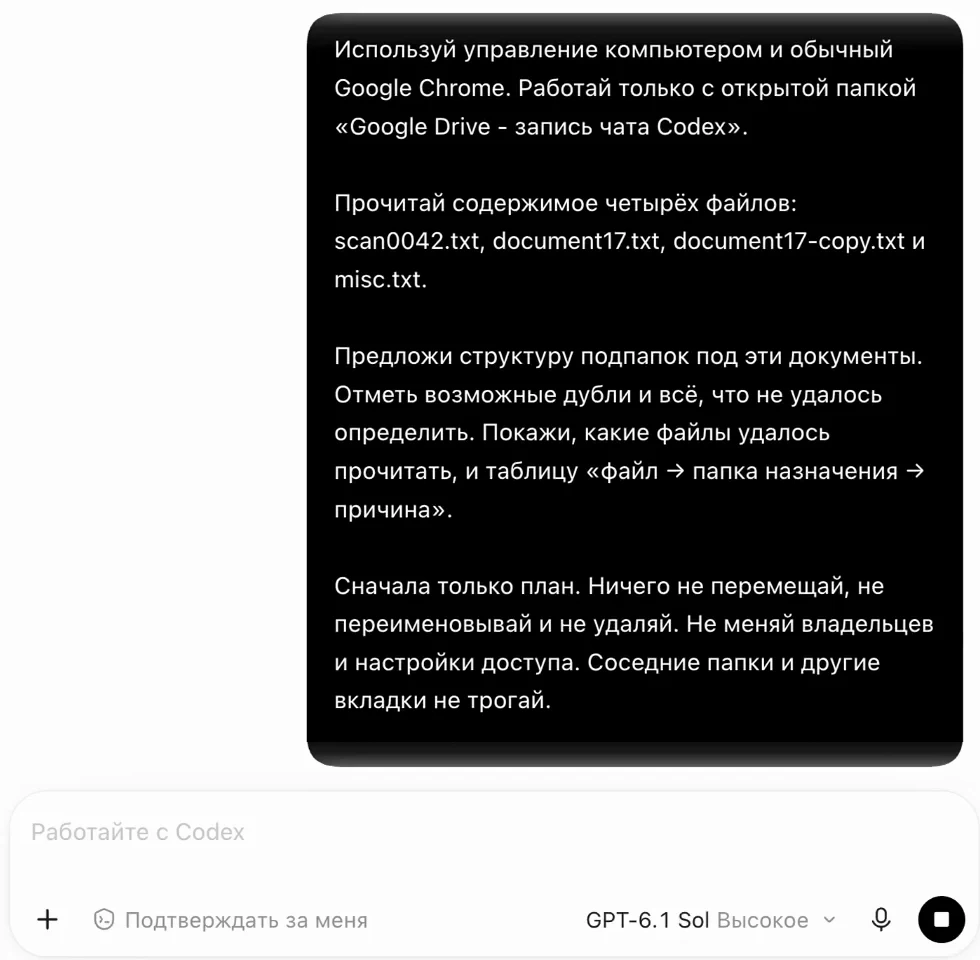 Используй управление компьютером и обычный
Google Chrome. Работай только с открытой папкой
«Google Drive - запись чата Codex».
Прочитай содержимое четырёх файлов:
scan0042.txt, document17.txt, document17-copy.txt и
misc.txt.
Предложи структуру подпапок под эти документы.
Отметь возможные дубли и всё, что не удалось
определить. Покажи, какие файлы удалось
прочитать, и таблицу «файл → папка назначения →
причина».
Сначала только план. Ничего не перемещай, не
переименовывай и не удаляй. Не меняй владельцев
и настройки доступа. Соседние папки и другие
вкладки не трогай.
Работайте с Codex
Подтверждать за меня
GPT-6.1 Sol Высокое